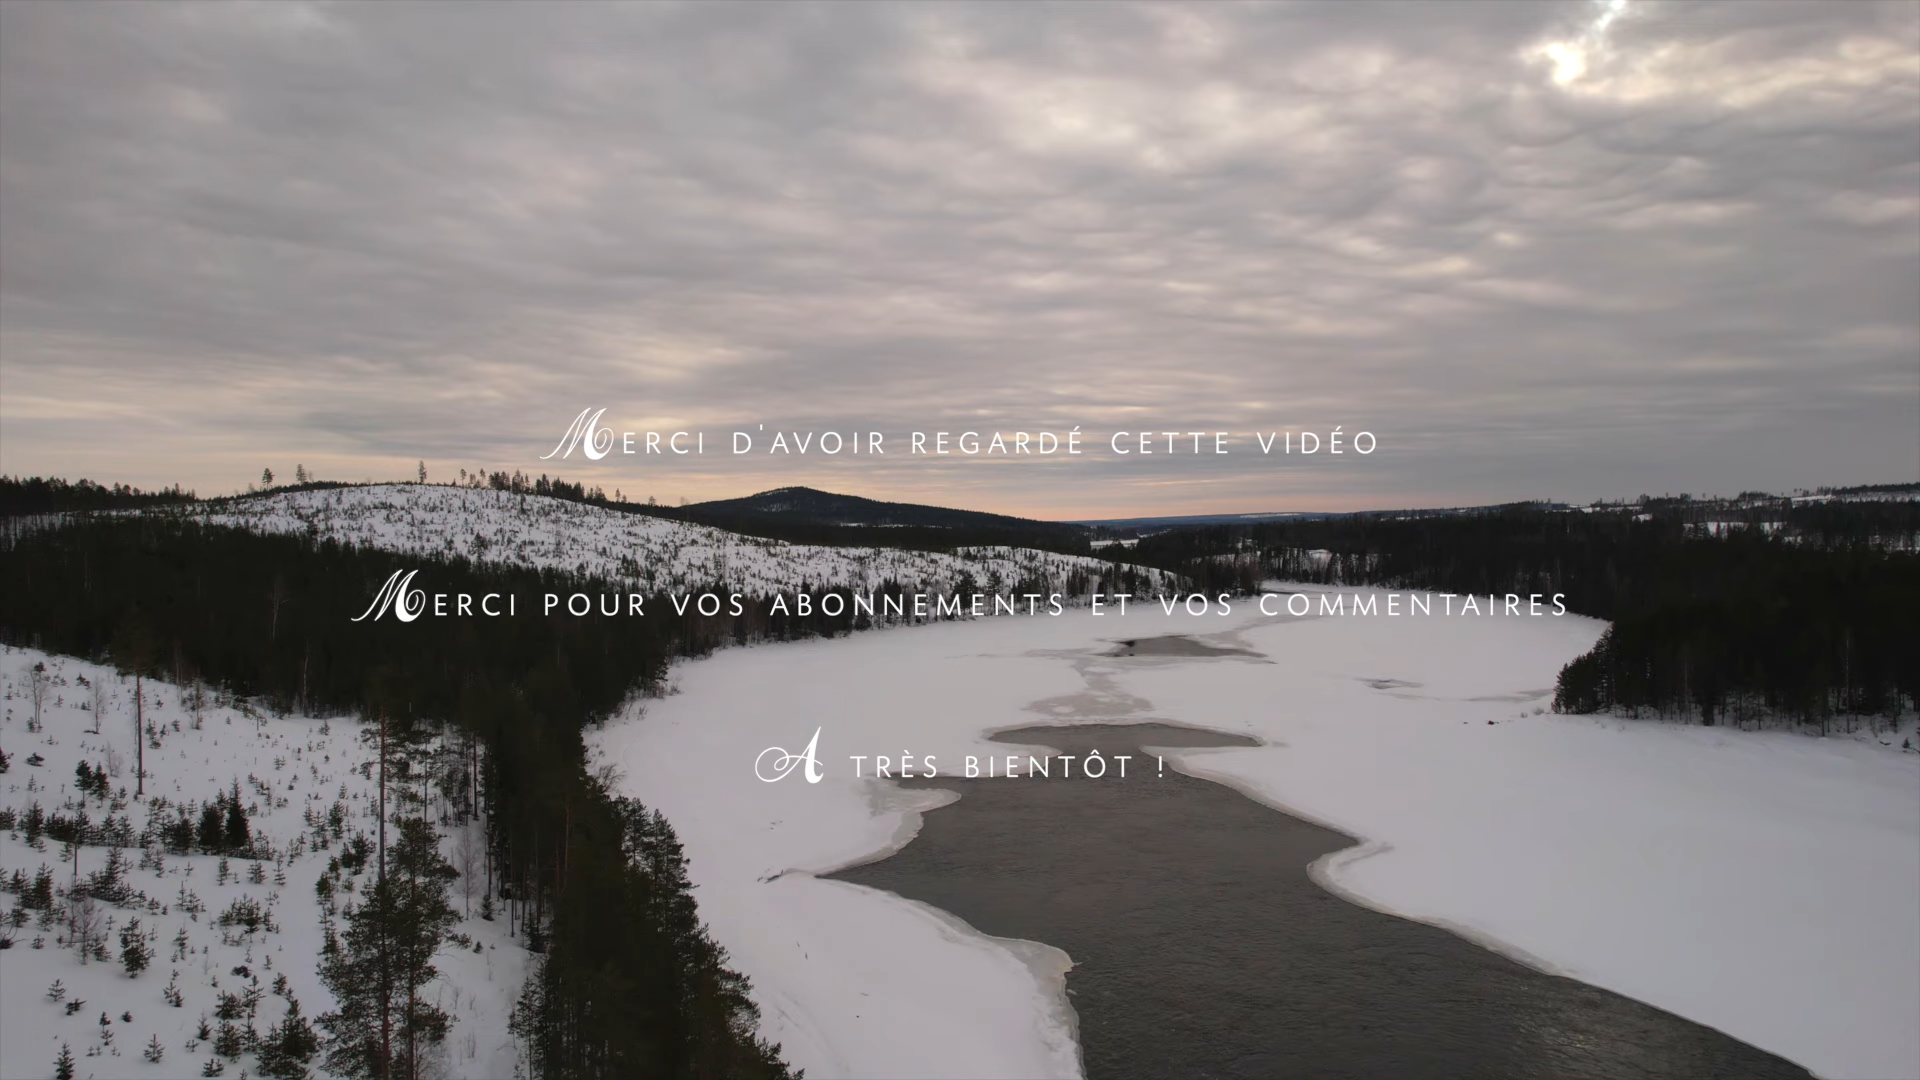 Merci d'avoir regardé cette vidéo
Merci pour vos abonnements et vos commentaires
A très bientôt !